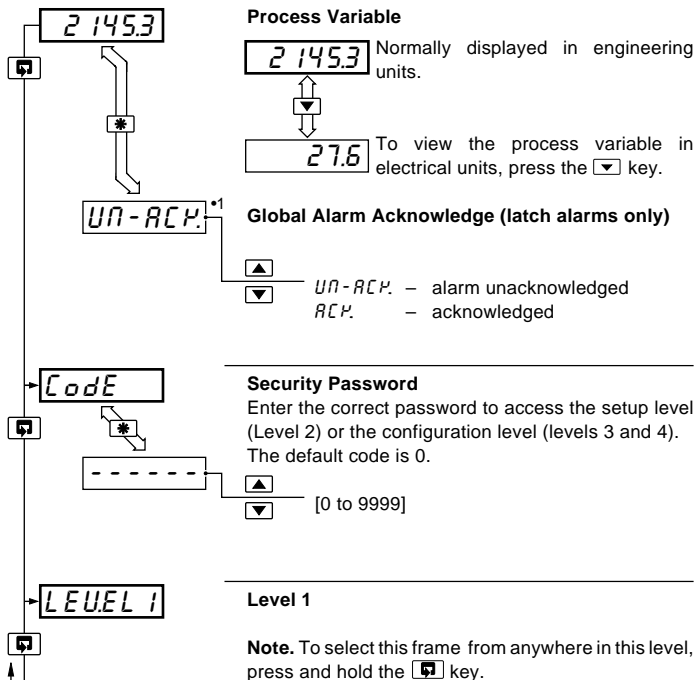 2145.3
Process Variable
2145.3
Normally displayed in engineering
units.
27.6
To view the process variable in
electrical units, press the key.
UN-ACK.
•1
Global Alarm Acknowledge (latch alarms only)
UN-ACK. – alarm unacknowledged
ACK. – acknowledged
CodE
Security Password
Enter the correct password to access the setup level
(Level 2) or the configuration level (levels 3 and 4).
The default code is 0.
- - - - - -
[0 to 9999]
LEV.EL 1
Level 1
Note. To select this frame from anywhere in this level,
press and hold the key.